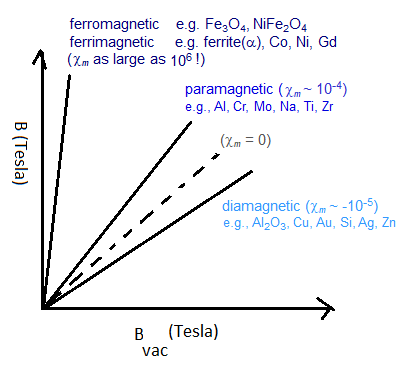 ferromagnetic e.g. Fe₃O₄, NiFe₂O₄
ferrimagnetic e.g. ferrite(α), Co, Ni, Gd
(χₘ as large as 10⁶!)
paramagnetic (χₘ ~ 10⁻⁴)
e.g., Al, Cr, Mo, Na, Ti, Zr
(χₘ = 0)
diamagnetic (χₘ ~ -10⁻⁵)
e.g., Al₂O₃, Cu, Au, Si, Ag, Zn
B (Tesla)
B vac (Tesla)